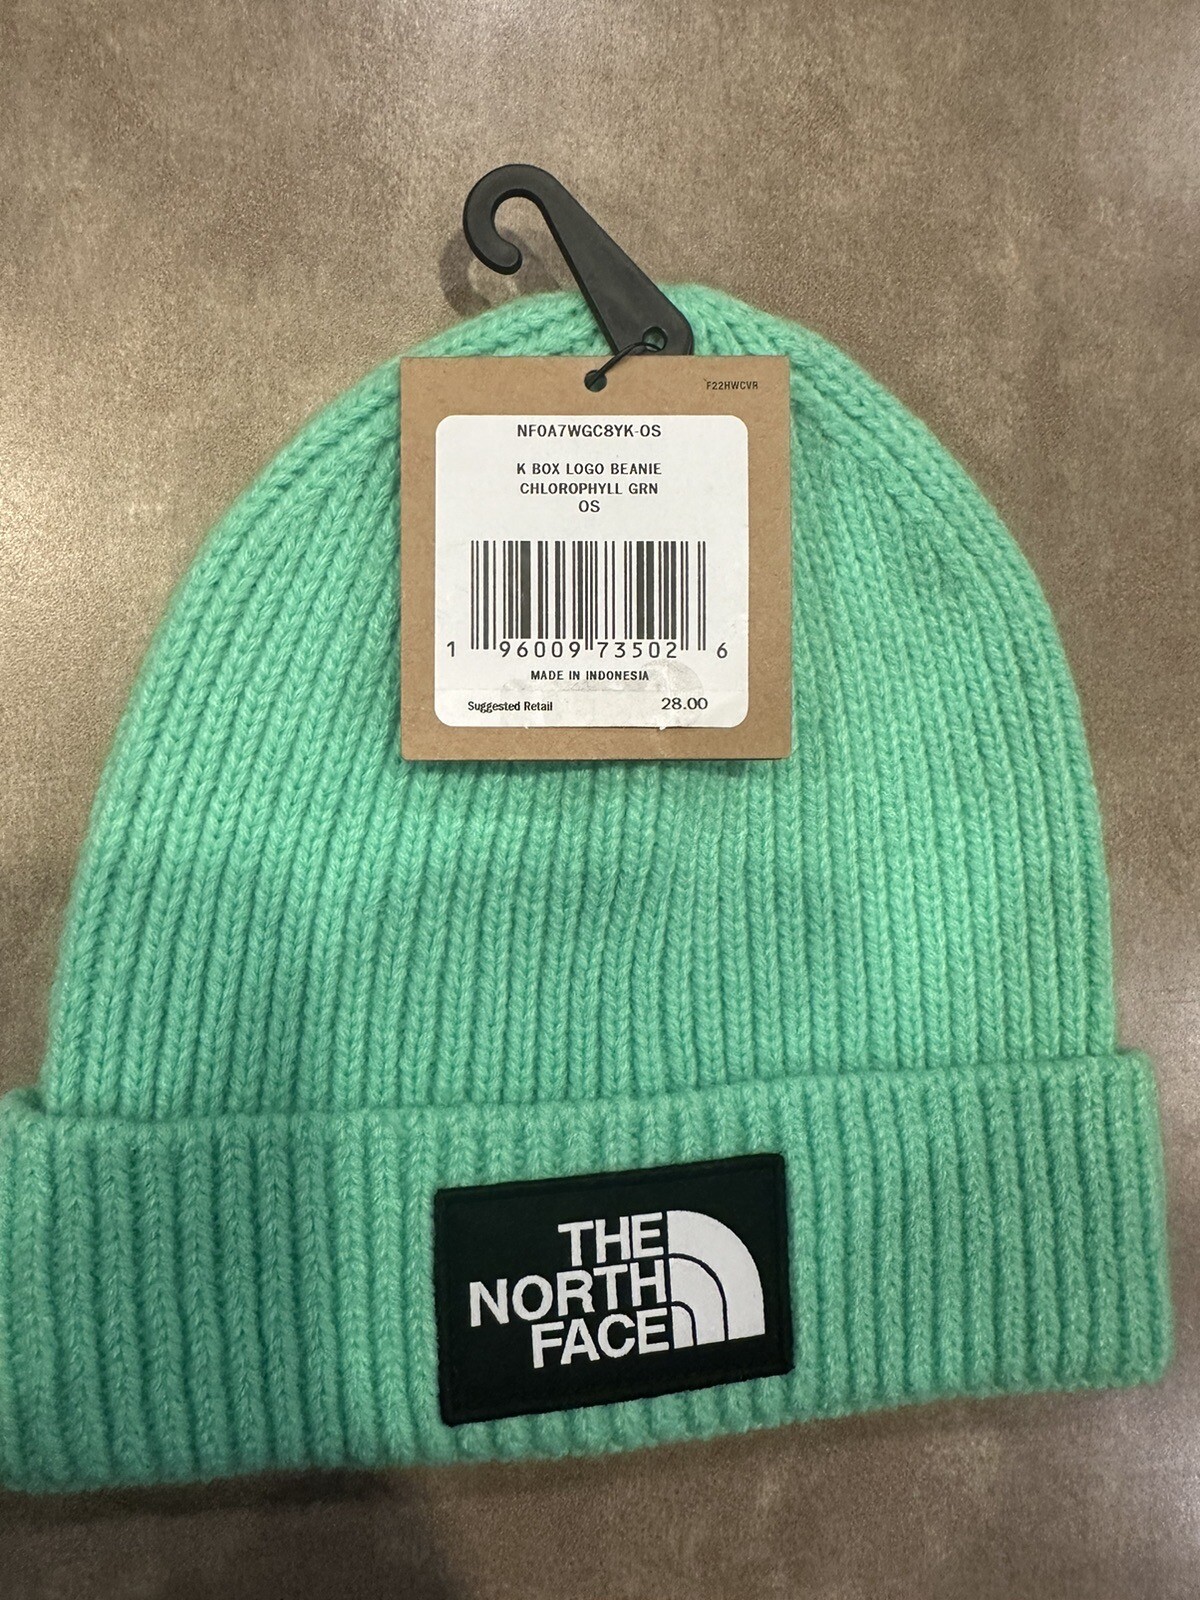 F22HWCVR
NF0A7WGC8YK-OS
K BOX LOGO BEANIE
CHLOROPHYLL GRN
OS
1 96009 73502 6
MADE IN INDONESIA
Suggested Retail 28.00
THE
NORTH
FACE